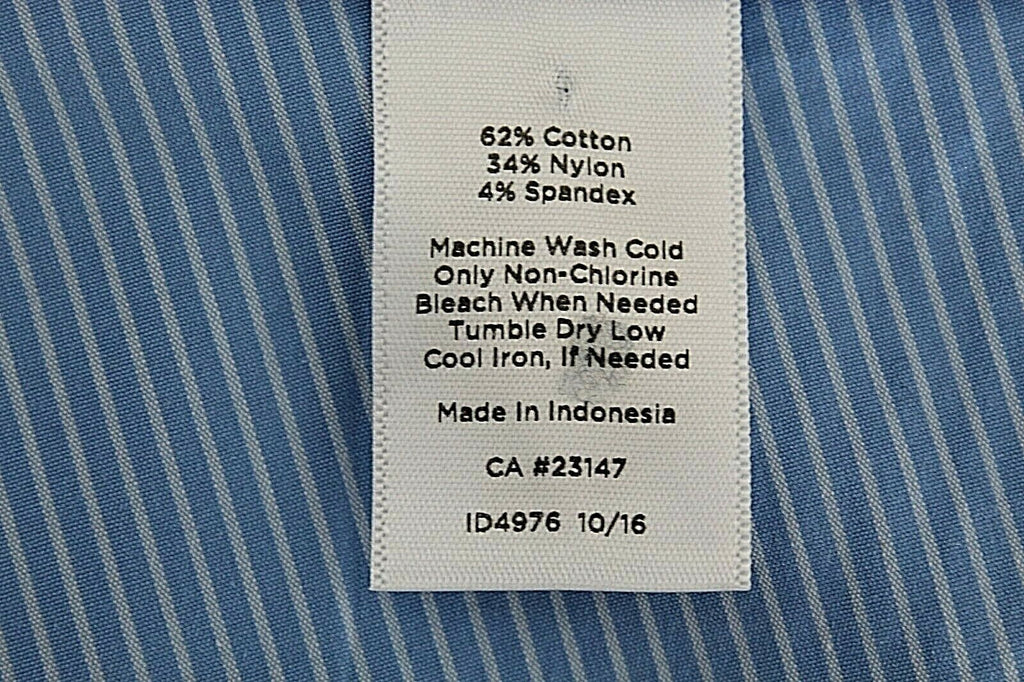 62% Cotton
34% Nylon
4% Spandex
Machine Wash Cold
Only Non-Chlorine
Bleach When Needed
Tumble Dry Low
Cool Iron, If Needed
Made In Indonesia
CA #23147
ID4976 10/16